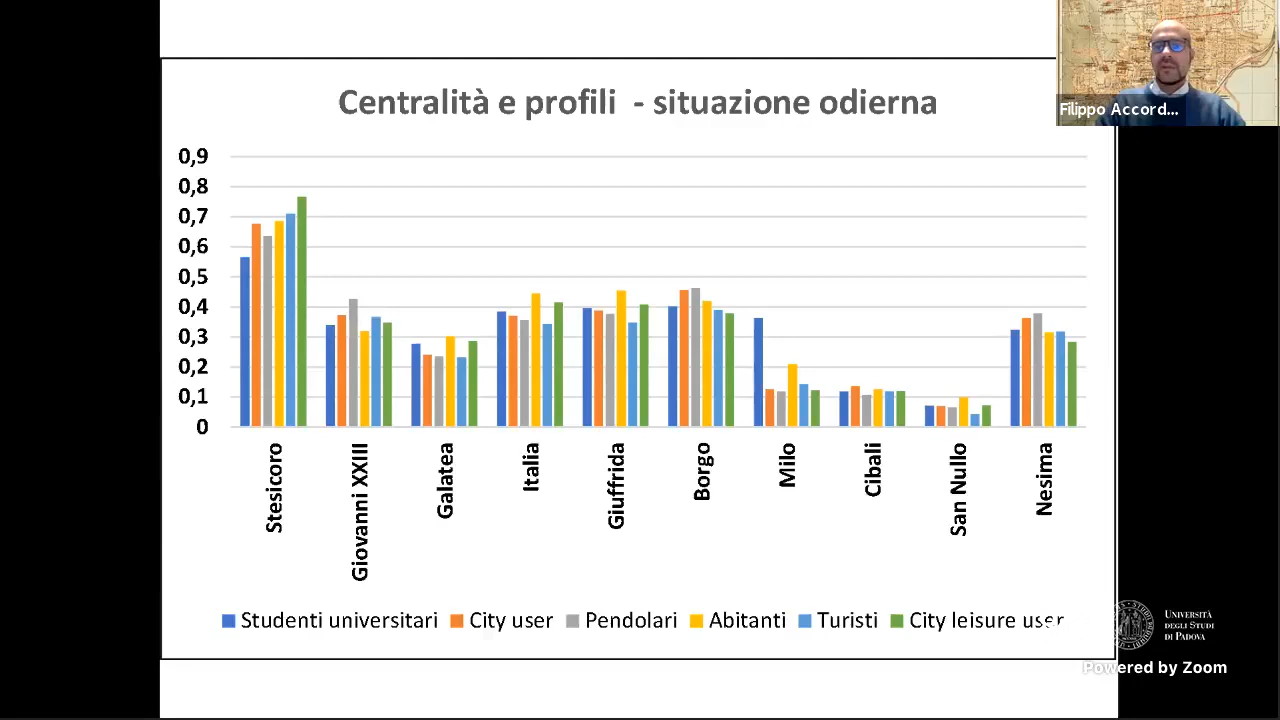 Centralità e profili - situazione odierna
Filippo Accord...
0,9
0,8
0,7
0,6
0,5
0,4
0,3
0,2
0,1
0
Stesicoro
Giovanni XXIII
Galatea
Italia
Giuffrida
Borgo
Milo
Cibali
San Nullo
Nesima
Studenti universitari City user Pendolari Abitanti Turisti City leisure user
UNIVERSITÀ
DEGLI STUDI
DI PADOVA
Powered by Zoom